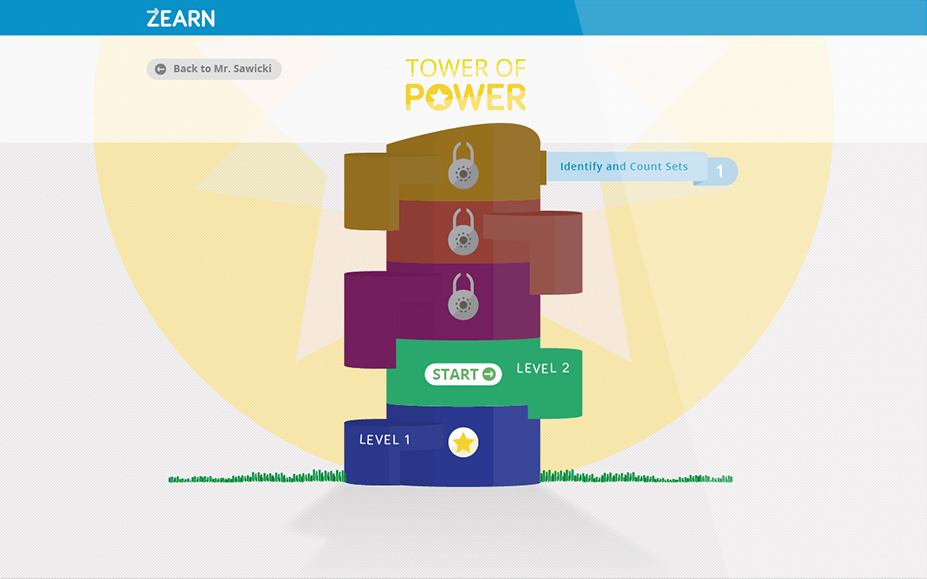 ZEARN
Back to Mr. Sawicki
TOWER OF
POWER
Identify and Count Sets 1
START LEVEL 2
LEVEL 1